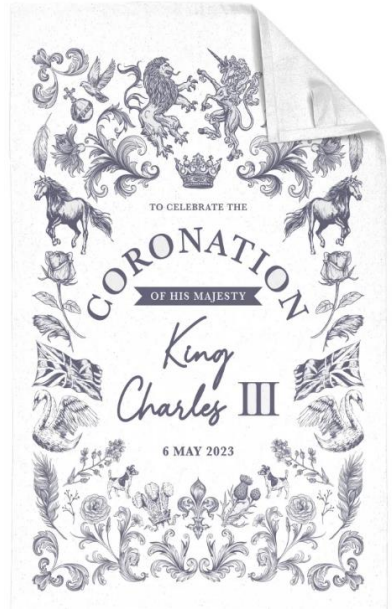 TO CELEBRATE THE
CORONATION
OF HIS MAJESTY
King
Charles III
6 MAY 2023